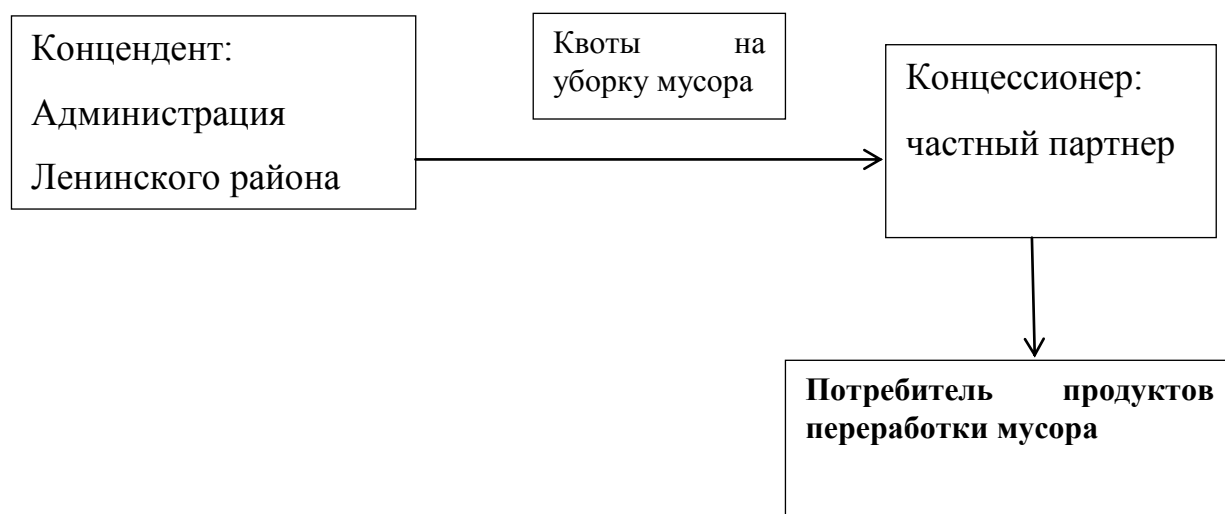 Концендент:
Администрация
Ленинского района
Квоты на
уборку мусора
Концессионер:
частный партнер
Потребитель продуктов
переработки мусора